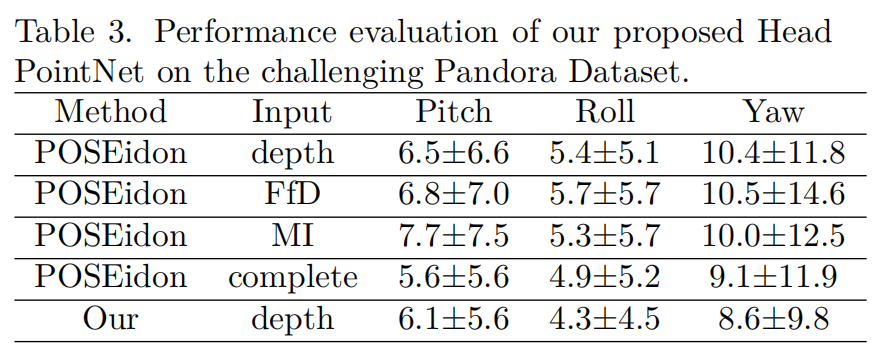 Table 3. Performance evaluation of our proposed Head
PointNet on the challenging Pandora Dataset.
Method Input Pitch Roll Yaw
POSEidon depth 6.5±6.6 5.4±5.1 10.4±11.8
POSEidon FfD 6.8±7.0 5.7±5.7 10.5±14.6
POSEidon MI 7.7±7.5 5.3±5.7 10.0±12.5
POSEidon complete 5.6±5.6 4.9±5.2 9.1±11.9
Our depth 6.1±5.6 4.3±4.5 8.6±9.8